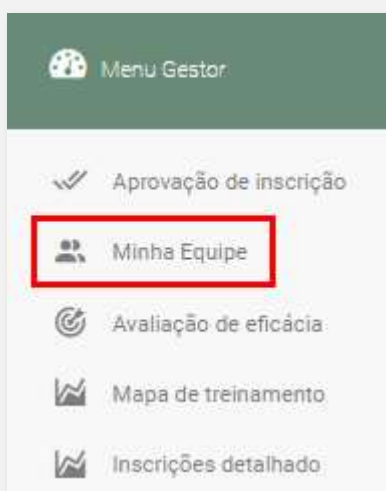 Menu Gestor
Aprovação de inscrição
Minha Equipe
Avaliação de eficácia
Mapa de treinamento
Inscrições detalhado